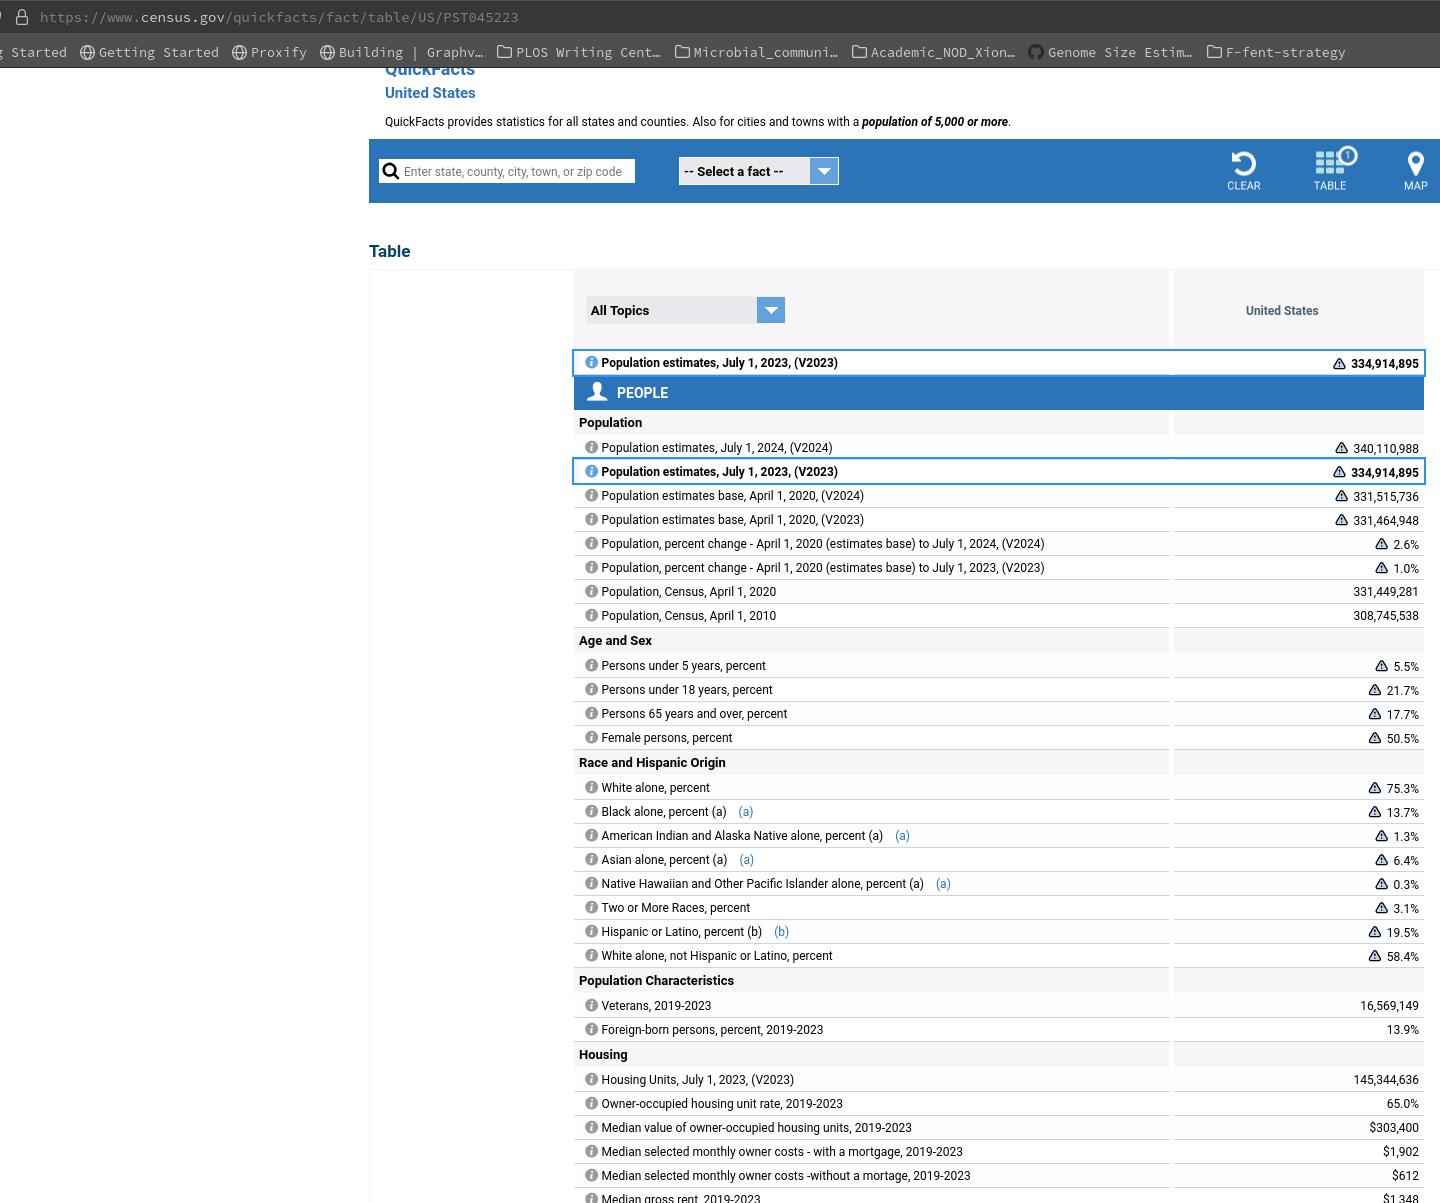 https://www.census.gov/quickfacts/fact/table/US/PST045223
g Started Getting Started Proxify Building | Graphv… PLOS Writing Cent… Microbial_communi… Academic_NOD_Xion… Genome Size Estim… F-fent-strategy
QuickFacts
United States
QuickFacts provides statistics for all states and counties. Also for cities and towns with a population of 5,000 or more.
Enter state, county, city, town, or zip code -- Select a fact -- CLEAR 1 TABLE MAP
Table
All Topics United States
Population estimates, July 1, 2023, (V2023) 334,914,895
PEOPLE
Population
Population estimates, July 1, 2024, (V2024) 340,110,988
Population estimates, July 1, 2023, (V2023) 334,914,895
Population estimates base, April 1, 2020, (V2024) 331,515,736
Population estimates base, April 1, 2020, (V2023) 331,464,948
Population, percent change - April 1, 2020 (estimates base) to July 1, 2024, (V2024) 2.6%
Population, percent change - April 1, 2020 (estimates base) to July 1, 2023, (V2023) 1.0%
Population, Census, April 1, 2020 331,449,281
Population, Census, April 1, 2010 308,745,538
Age and Sex
Persons under 5 years, percent 5.5%
Persons under 18 years, percent 21.7%
Persons 65 years and over, percent 17.7%
Female persons, percent 50.5%
Race and Hispanic Origin
White alone, percent 75.3%
Black alone, percent (a) (a) 13.7%
American Indian and Alaska Native alone, percent (a) (a) 1.3%
Asian alone, percent (a) (a) 6.4%
Native Hawaiian and Other Pacific Islander alone, percent (a) (a) 0.3%
Two or More Races, percent 3.1%
Hispanic or Latino, percent (b) (b) 19.5%
White alone, not Hispanic or Latino, percent 58.4%
Population Characteristics
Veterans, 2019-2023 16,569,149
Foreign-born persons, percent, 2019-2023 13.9%
Housing
Housing Units, July 1, 2023, (V2023) 145,344,636
Owner-occupied housing unit rate, 2019-2023 65.0%
Median value of owner-occupied housing units, 2019-2023 $303,400
Median selected monthly owner costs - with a mortgage, 2019-2023 $1,902
Median selected monthly owner costs -without a mortage, 2019-2023 $612
Median gross rent, 2019-2023 $1,348